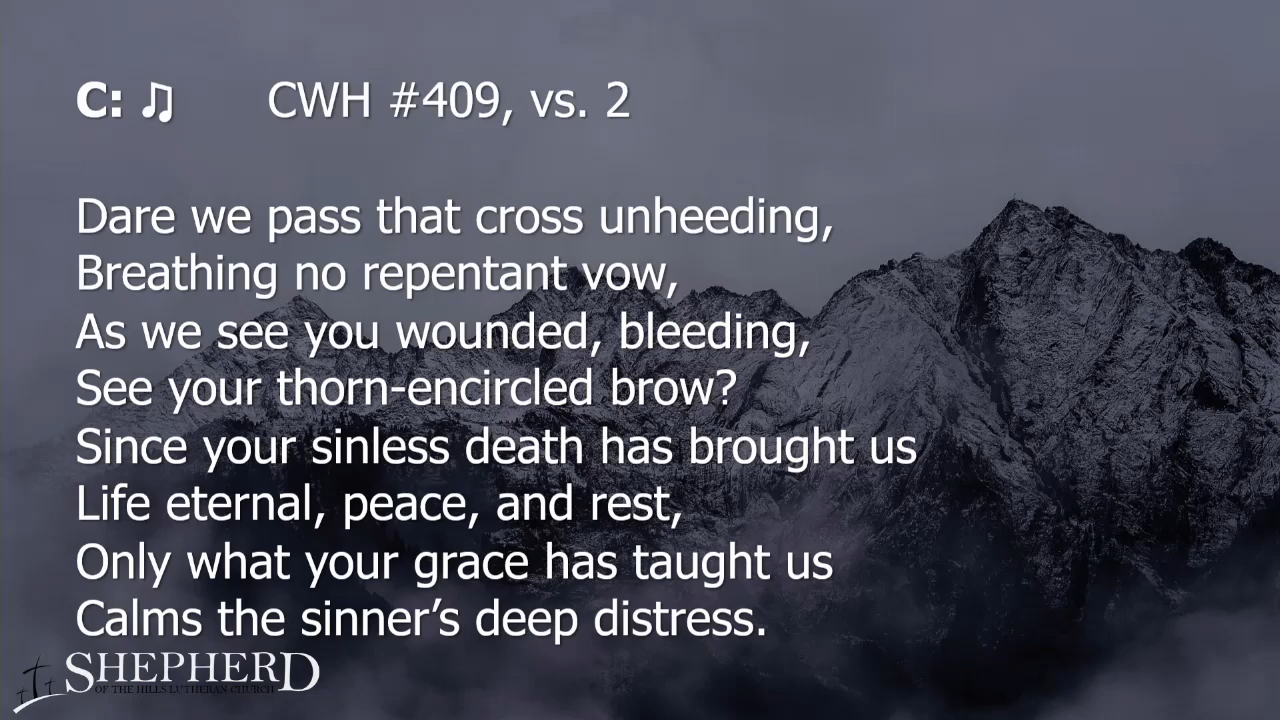 C: ♫ CWH #409, vs. 2
Dare we pass that cross unheeding,
Breathing no repentant vow,
As we see you wounded, bleeding,
See your thorn-encircled brow?
Since your sinless death has brought us
Life eternal, peace, and rest,
Only what your grace has taught us
Calms the sinner’s deep distress.
SHEPHERD
OF THE HILLS LUTHERAN CHURCH